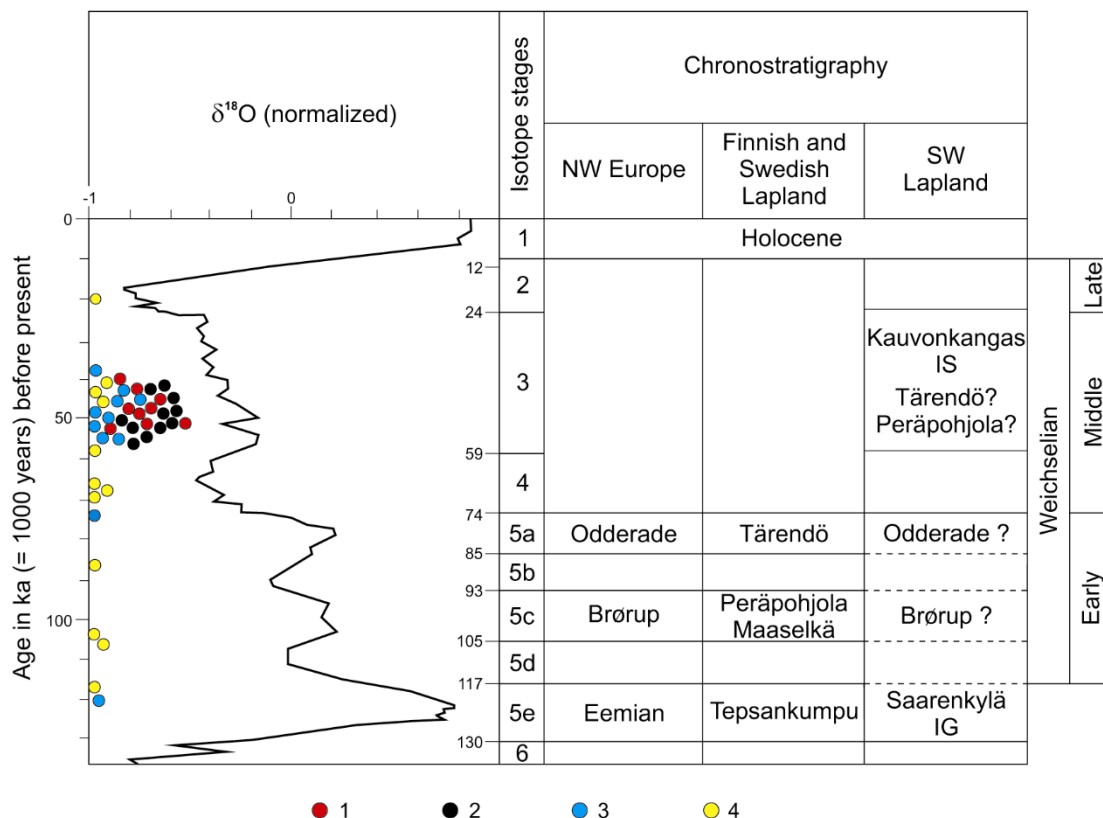 δ¹⁸O (normalized)
Isotope stages
Chronostratigraphy
NW Europe
Finnish and
Swedish
Lapland
SW
Lapland
-1
0
Age in ka (= 1000 years) before present
0
50
100
1
Holocene
12
2
24
3
59
4
74
Kauvonkangas
IS
Tärendö?
Peräpohjola?
5a
Odderade
Tärendö
Odderade ?
85
5b
93
5c
Brørup
Peräpohjola
Maaselkä
Brørup ?
105
5d
117
5e
Eemian
Tepsankumpu
Saarenkylä
IG
130
6
Weichselian
Late
Middle
Early
1
2
3
4